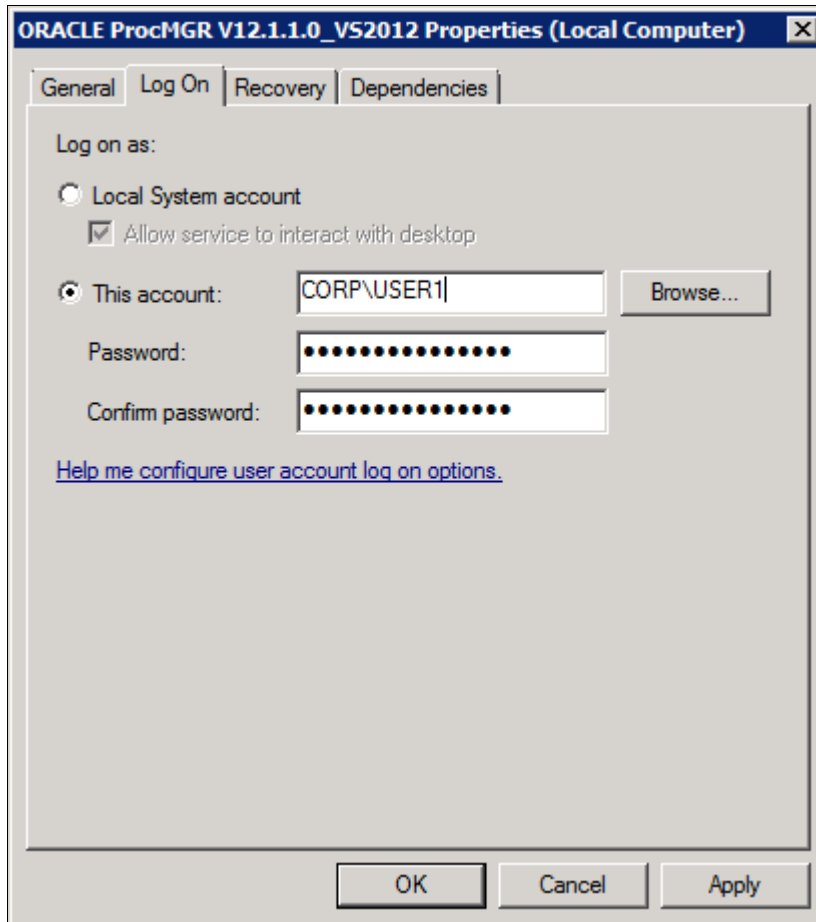 ORACLE ProcMGR V12.1.1.0_VS2012 Properties (Local Computer)
General Log On Recovery Dependencies
Log on as:
Local System account
Allow service to interact with desktop
This account: CORP\USER1 Browse...
Password: •••••••••••••••
Confirm password: •••••••••••••••
Help me configure user account log on options.
OK Cancel Apply